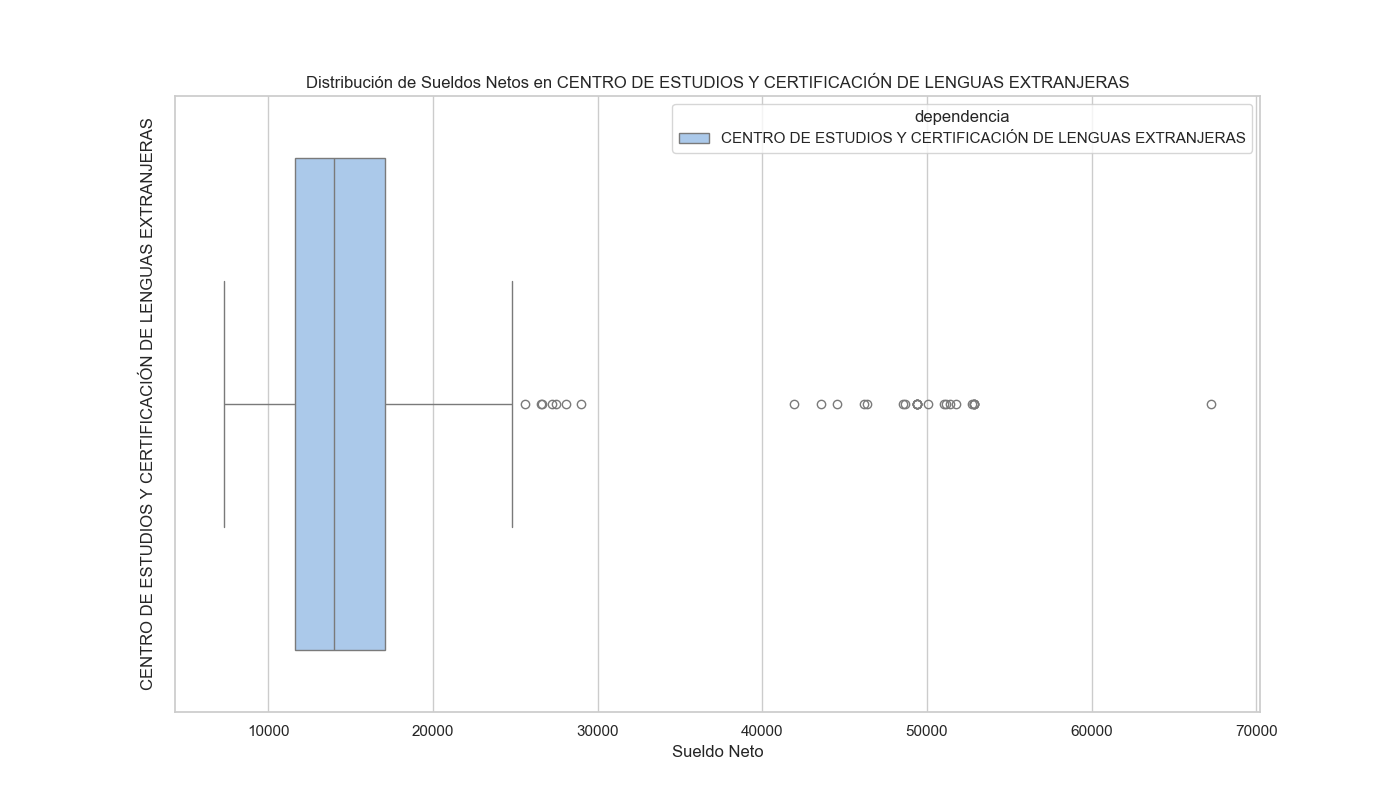 Distribución de Sueldos Netos en CENTRO DE ESTUDIOS Y CERTIFICACIÓN DE LENGUAS EXTRANJERAS
dependencia
CENTRO DE ESTUDIOS Y CERTIFICACIÓN DE LENGUAS EXTRANJERAS
CENTRO DE ESTUDIOS Y CERTIFICACIÓN DE LENGUAS EXTRANJERAS
10000 20000 30000 40000 50000 60000 70000
Sueldo Neto